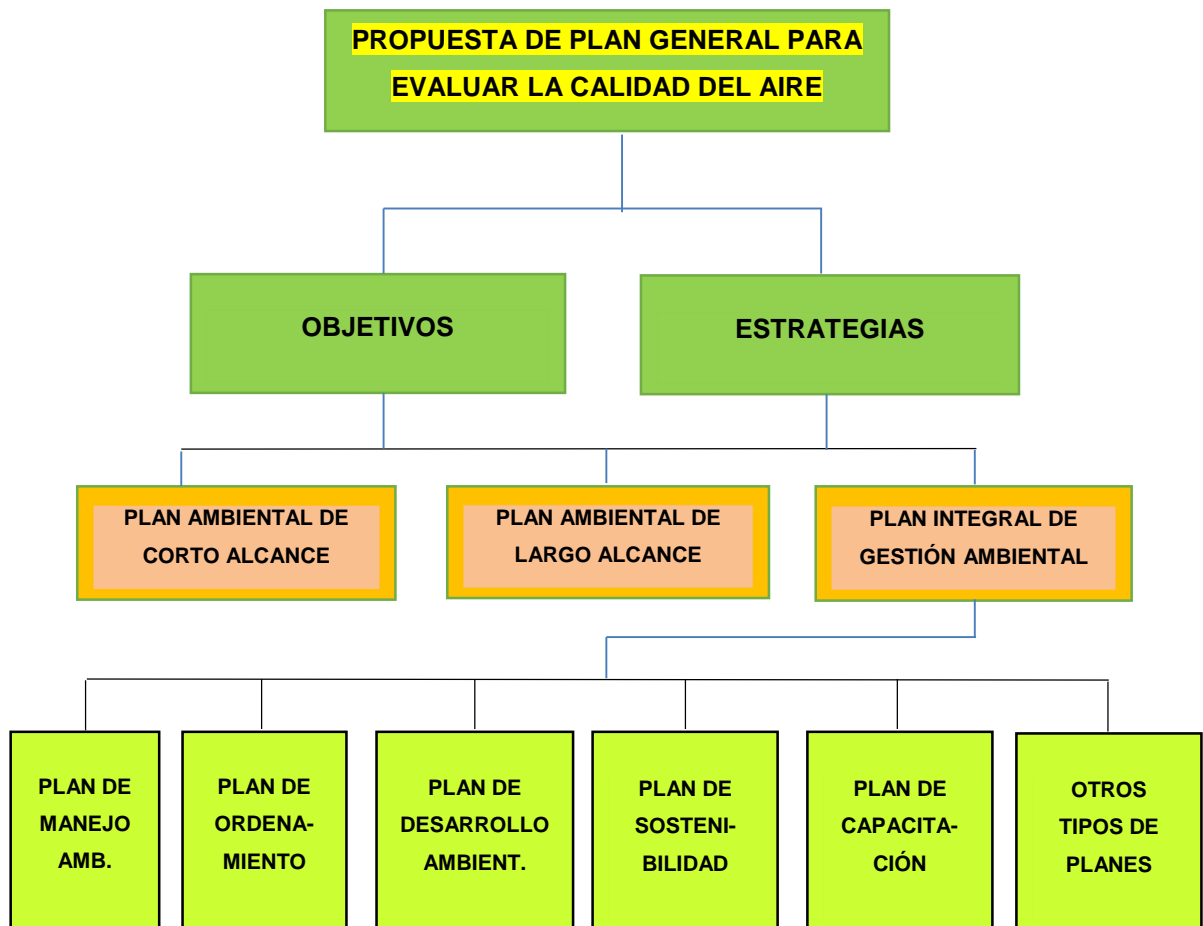 PROPUESTA DE PLAN GENERAL PARA
EVALUAR LA CALIDAD DEL AIRE
OBJETIVOS
ESTRATEGIAS
PLAN AMBIENTAL DE
CORTO ALCANCE
PLAN AMBIENTAL DE
LARGO ALCANCE
PLAN INTEGRAL DE
GESTIÓN AMBIENTAL
PLAN DE
MANEJO
AMB.
PLAN DE
ORDENA-
MIENTO
PLAN DE
DESARROLLO
AMBIENT.
PLAN DE
SOSTENI-
BILIDAD
PLAN DE
CAPACITA-
CIÓN
OTROS
TIPOS DE
PLANES